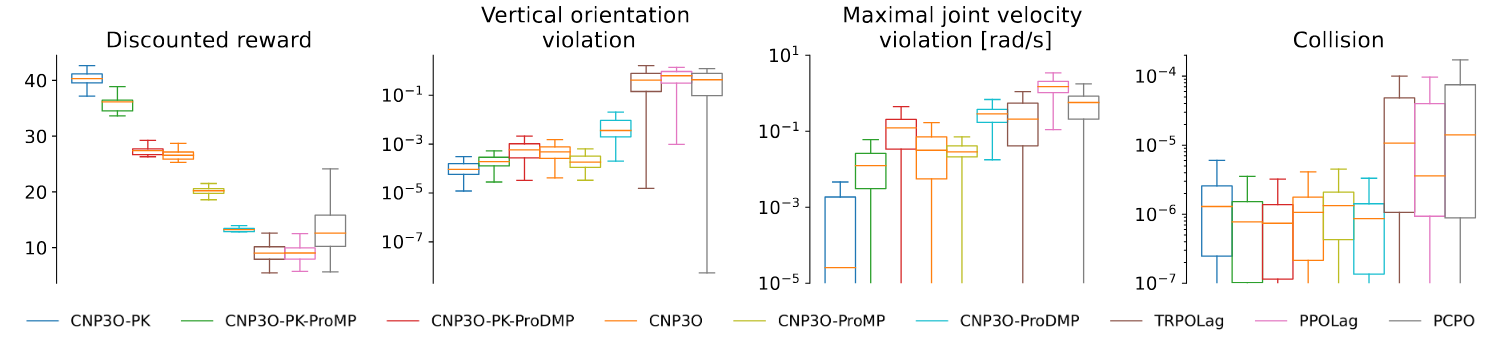 Discounted reward
40
30
20
10
Vertical orientation
violation
10⁻¹
10⁻³
10⁻⁵
10⁻⁷
Maximal joint velocity
violation [rad/s]
10¹
10⁻¹
10⁻³
10⁻⁵
Collision
10⁻⁴
10⁻⁵
10⁻⁶
10⁻⁷
CNP3O-PK CNP3O-PK-ProMP CNP3O-PK-ProDMP CNP3O CNP3O-ProMP CNP3O-ProDMP TRPOLag PPOLag PCPO